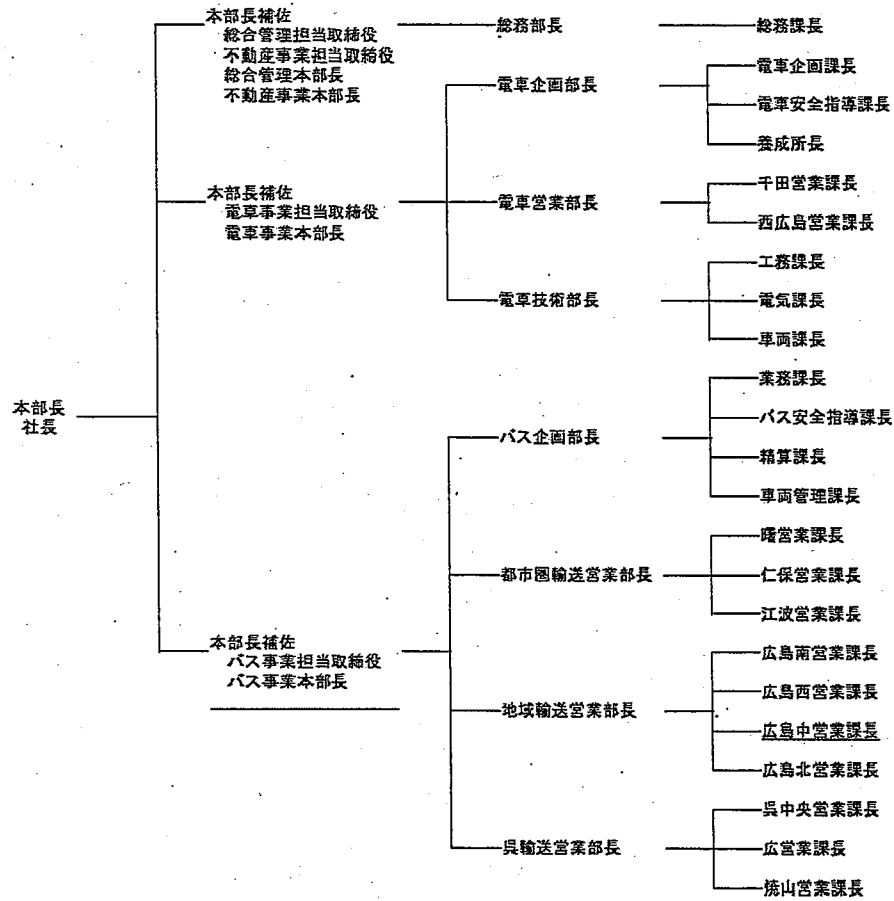 本部長
社長
本部長補佐
総合管理担当取締役
不動産事業担当取締役
総合管理本部長
不動産事業本部長
総務部長
総務課長
本部長補佐
電車事業担当取締役
電車事業本部長
電車企画部長
電車企画課長
電車安全指導課長
養成所長
電車営業部長
千田営業課長
西広島営業課長
電車技術部長
工務課長
電気課長
車両課長
本部長補佐
バス事業担当取締役
バス事業本部長
バス企画部長
業務課長
バス安全指導課長
精算課長
車両管理課長
都市圏輸送営業部長
曙営業課長
仁保営業課長
江波営業課長
地域輸送営業部長
広島南営業課長
広島西営業課長
広島中営業課長
広島北営業課長
呉輸送営業部長
呉中央営業課長
広営業課長
焼山営業課長